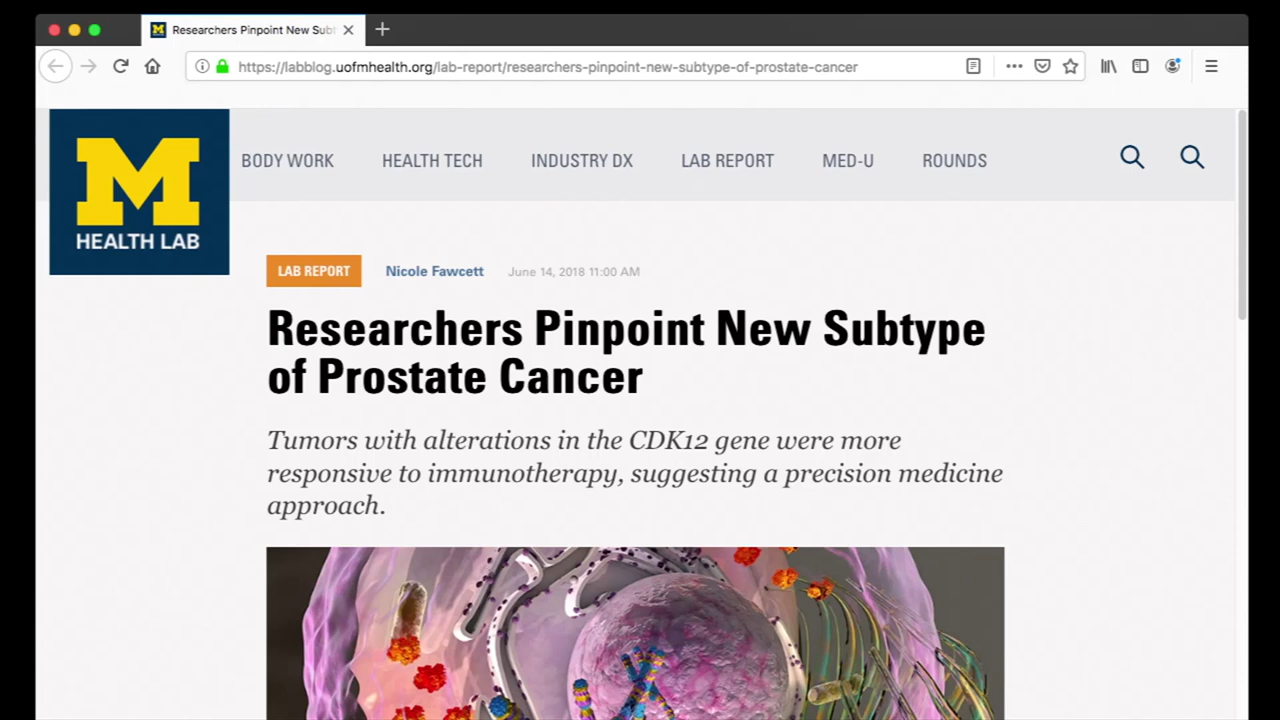 Researchers Pinpoint New Subt
https://labblog.uofmhealth.org/lab-report/researchers-pinpoint-new-subtype-of-prostate-cancer
M
HEALTH LAB
BODY WORK HEALTH TECH INDUSTRY DX LAB REPORT MED-U ROUNDS
LAB REPORT Nicole Fawcett June 14, 2018 11:00 AM
Researchers Pinpoint New Subtype
of Prostate Cancer
Tumors with alterations in the CDK12 gene were more
responsive to immunotherapy, suggesting a precision medicine
approach.